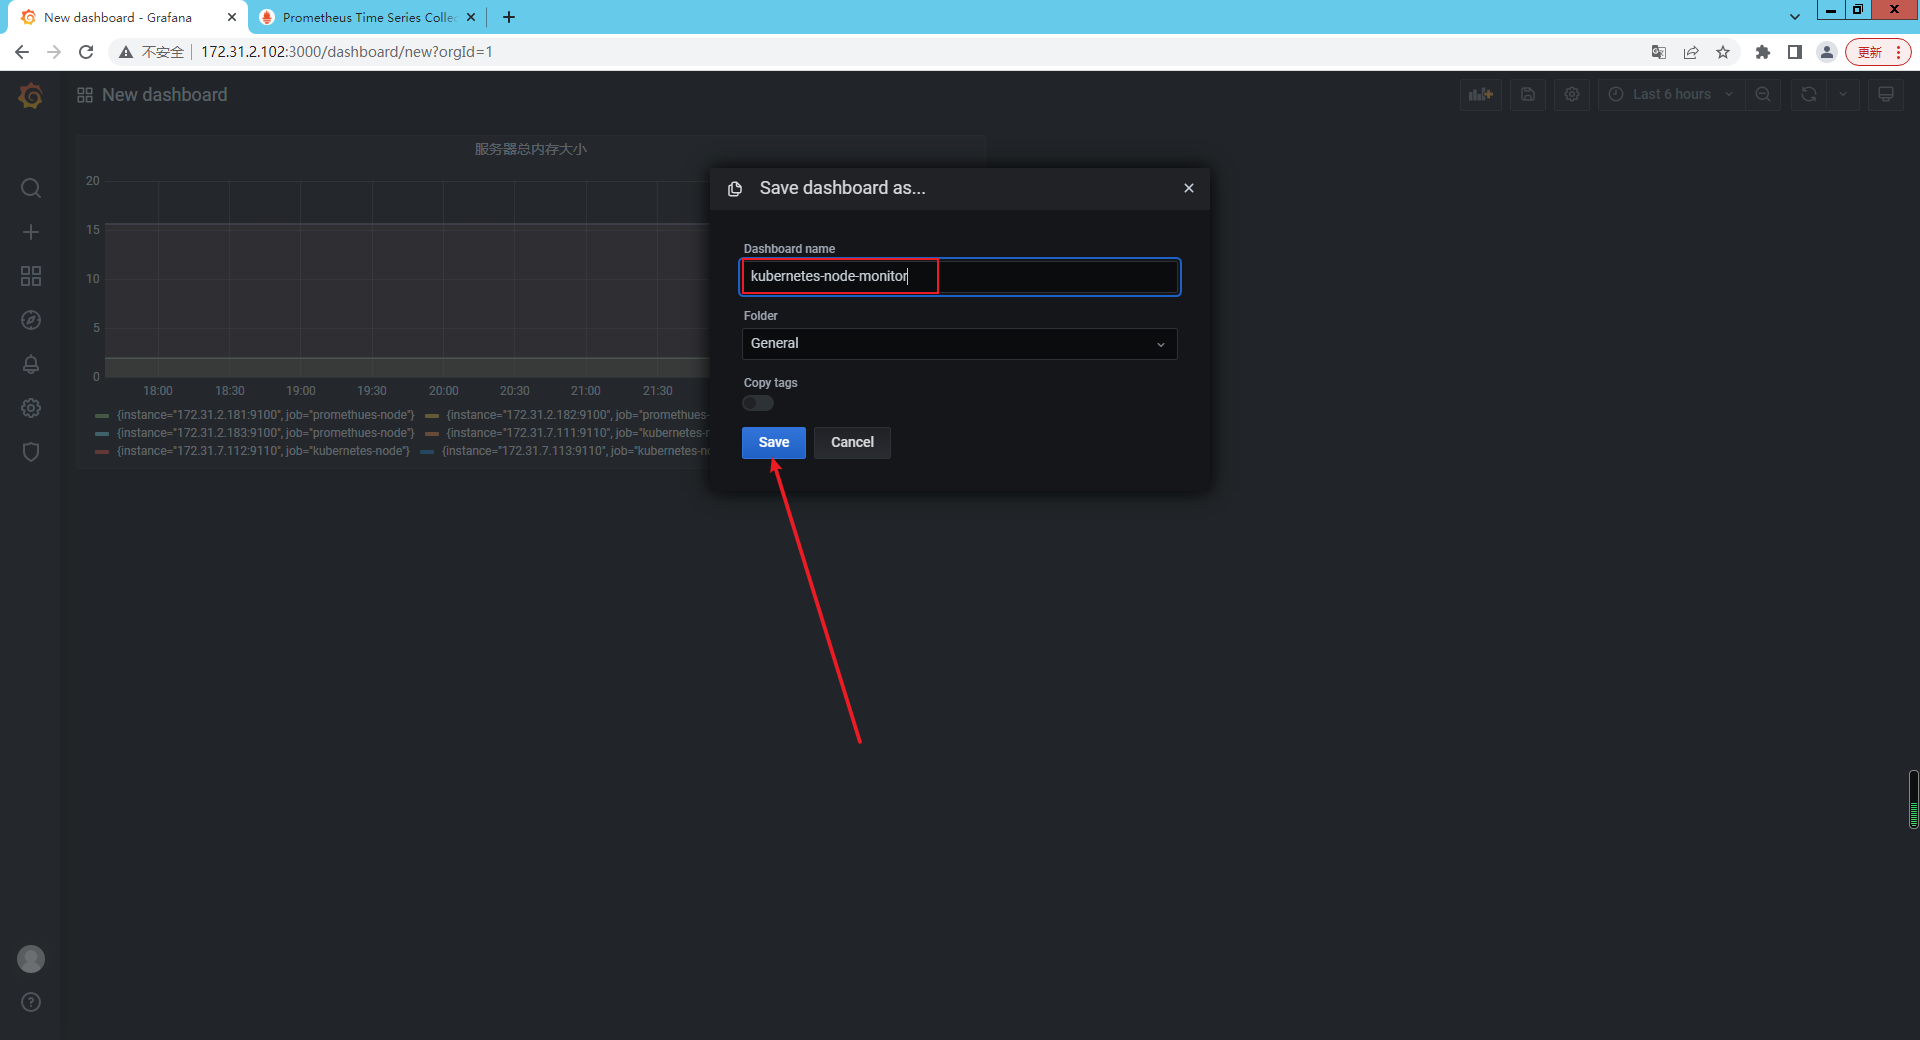 New dashboard - Grafana
Prometheus Time Series Collec
不安全
172.31.2.102:3000/dashboard/new?orgId=1
更新
New dashboard
Last 6 hours
服务器总内存大小
20
15
10
5
0
18:00 18:30 19:00 19:30 20:00 20:30 21:00 21:30
{instance="172.31.2.181:9100", job="promethues-node"} {instance="172.31.2.182:9100", job="promethues-
{instance="172.31.2.183:9100", job="promethues-node"} {instance="172.31.7.111:9110", job="kubernetes-n
{instance="172.31.7.112:9110", job="kubernetes-node"} {instance="172.31.7.113:9110", job="kubernetes-no
Save dashboard as...
Dashboard name
kubernetes-node-monitor
Folder
General
Copy tags
Save
Cancel